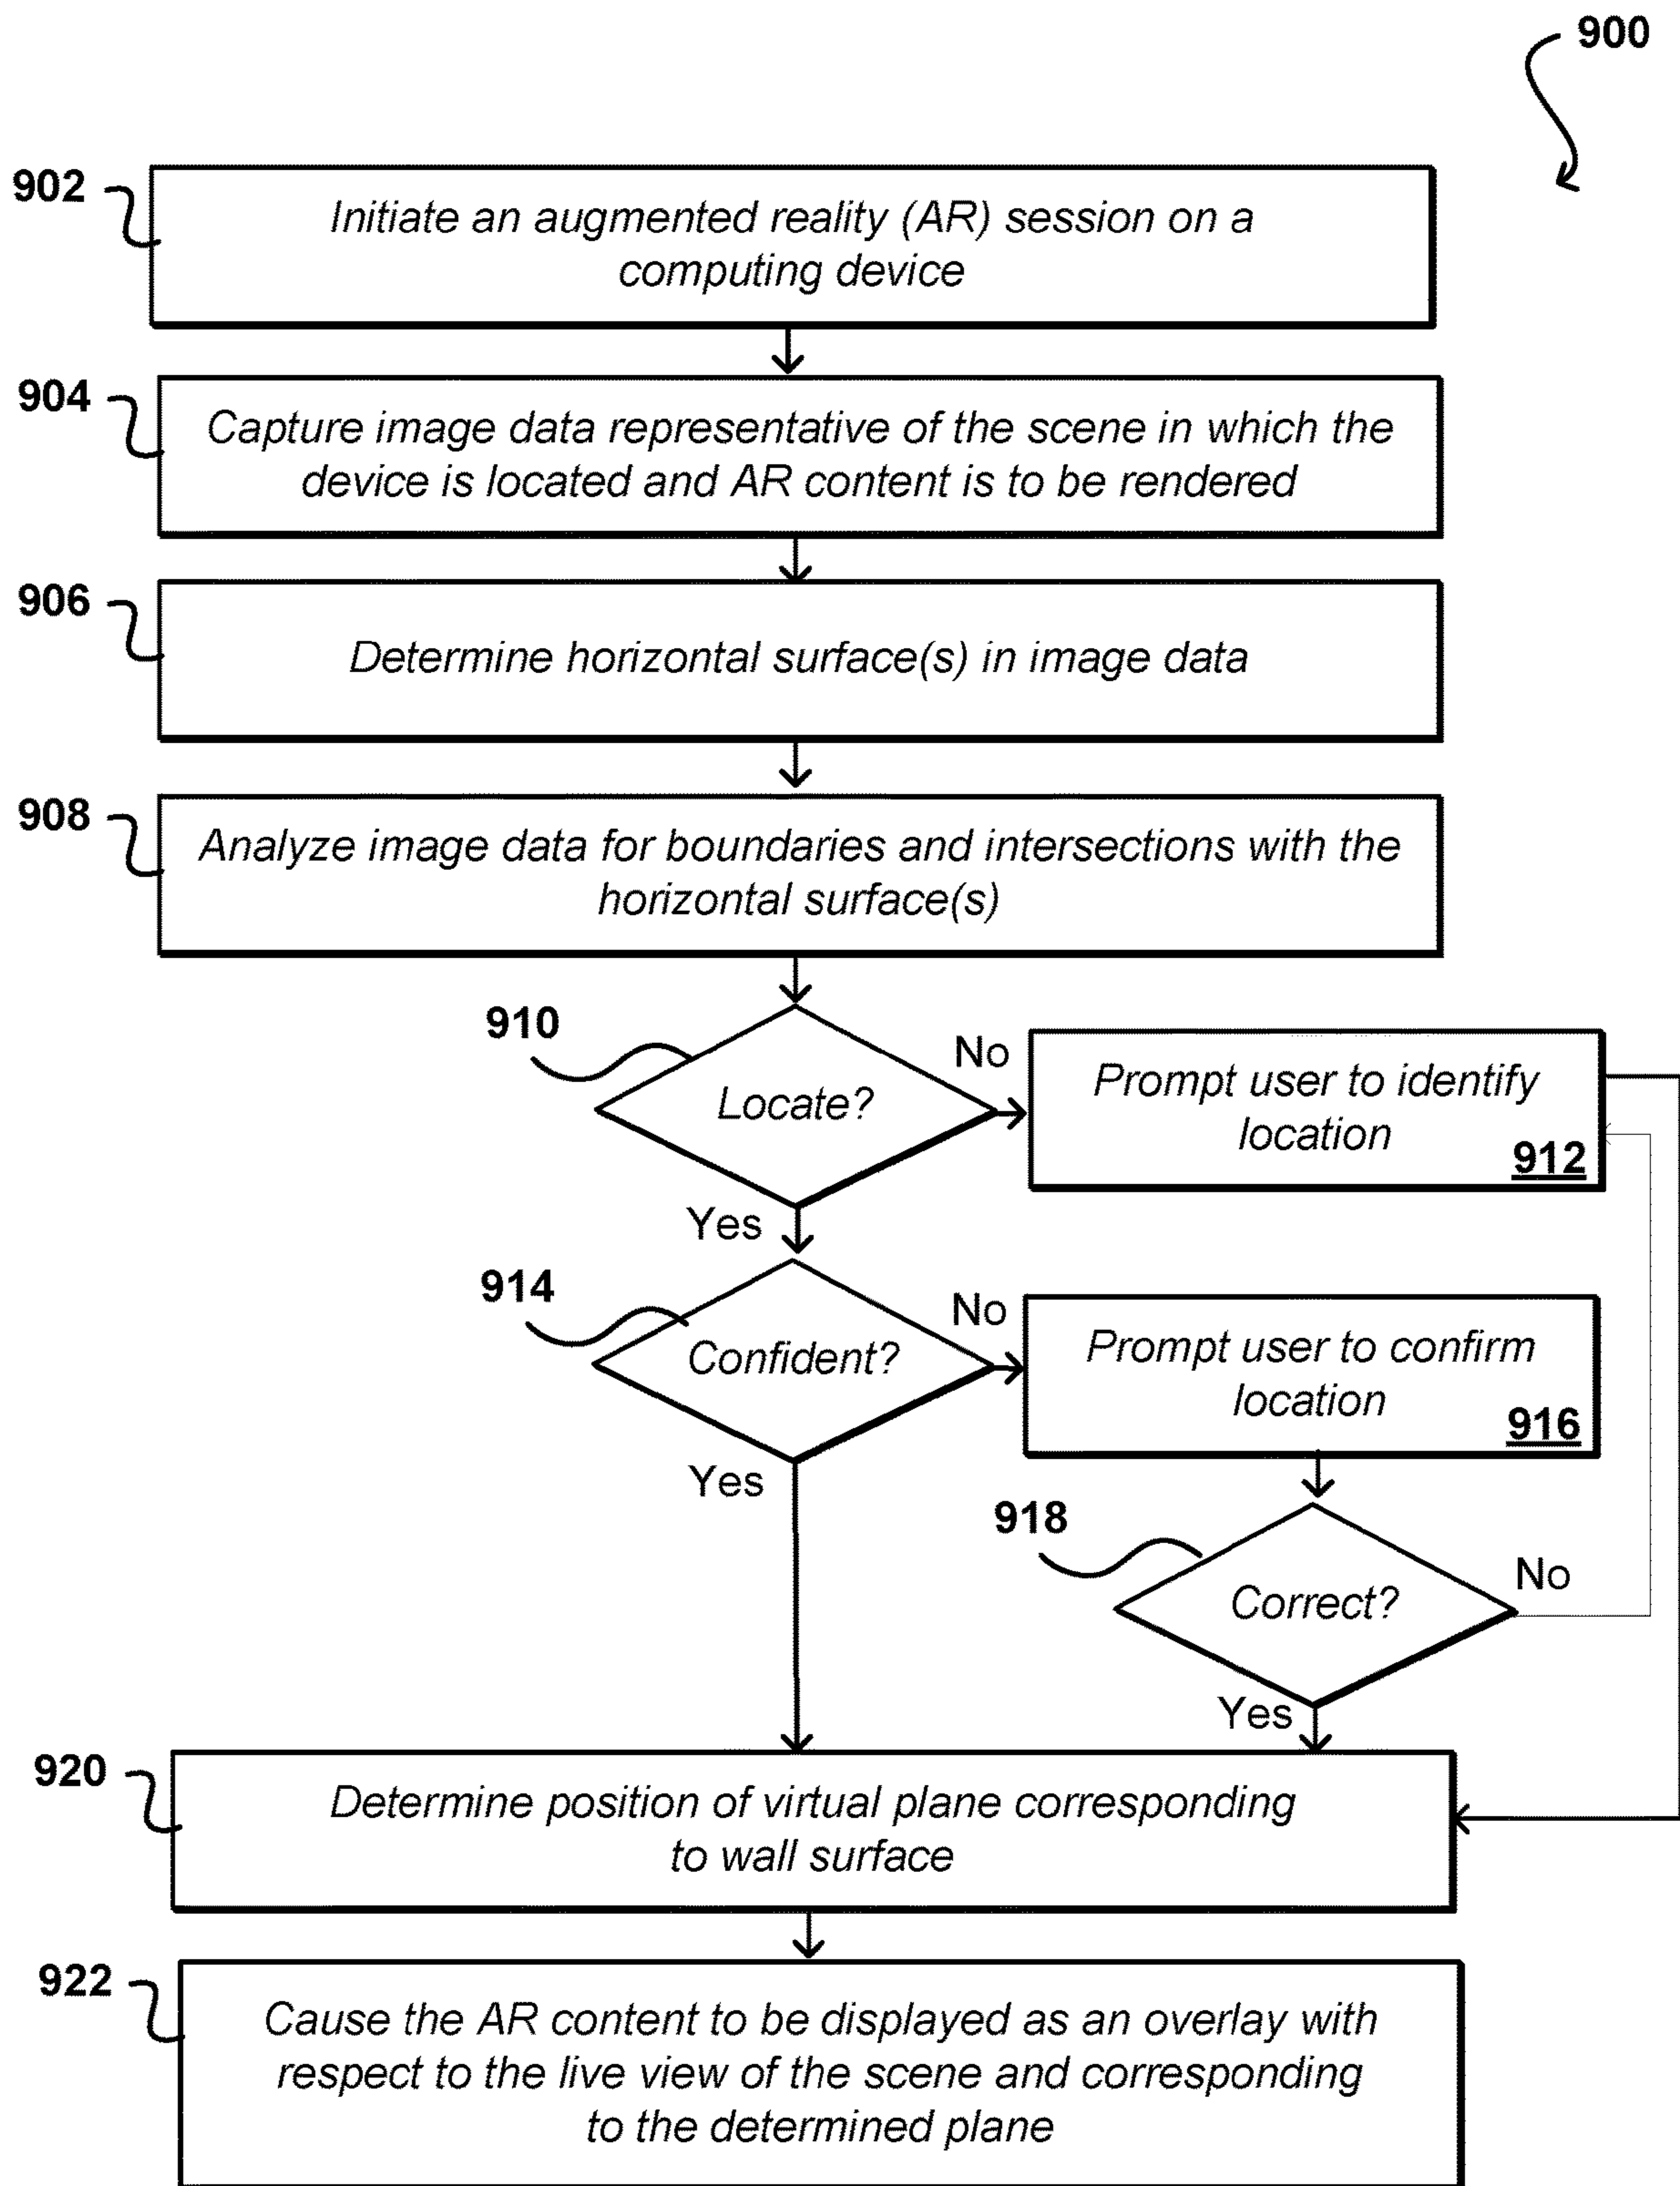 900
902
Initiate an augmented reality (AR) session on a
computing device
904
Capture image data representative of the scene in which the
device is located and AR content is to be rendered
906
Determine horizontal surface(s) in image data
908
Analyze image data for boundaries and intersections with the
horizontal surface(s)
910
Locate?
No
Prompt user to identify
location
912
Yes
914
Confident?
No
Prompt user to confirm
location
916
Yes
918
Correct?
No
Yes
920
Determine position of virtual plane corresponding
to wall surface
922
Cause the AR content to be displayed as an overlay with
respect to the live view of the scene and corresponding
to the determined plane